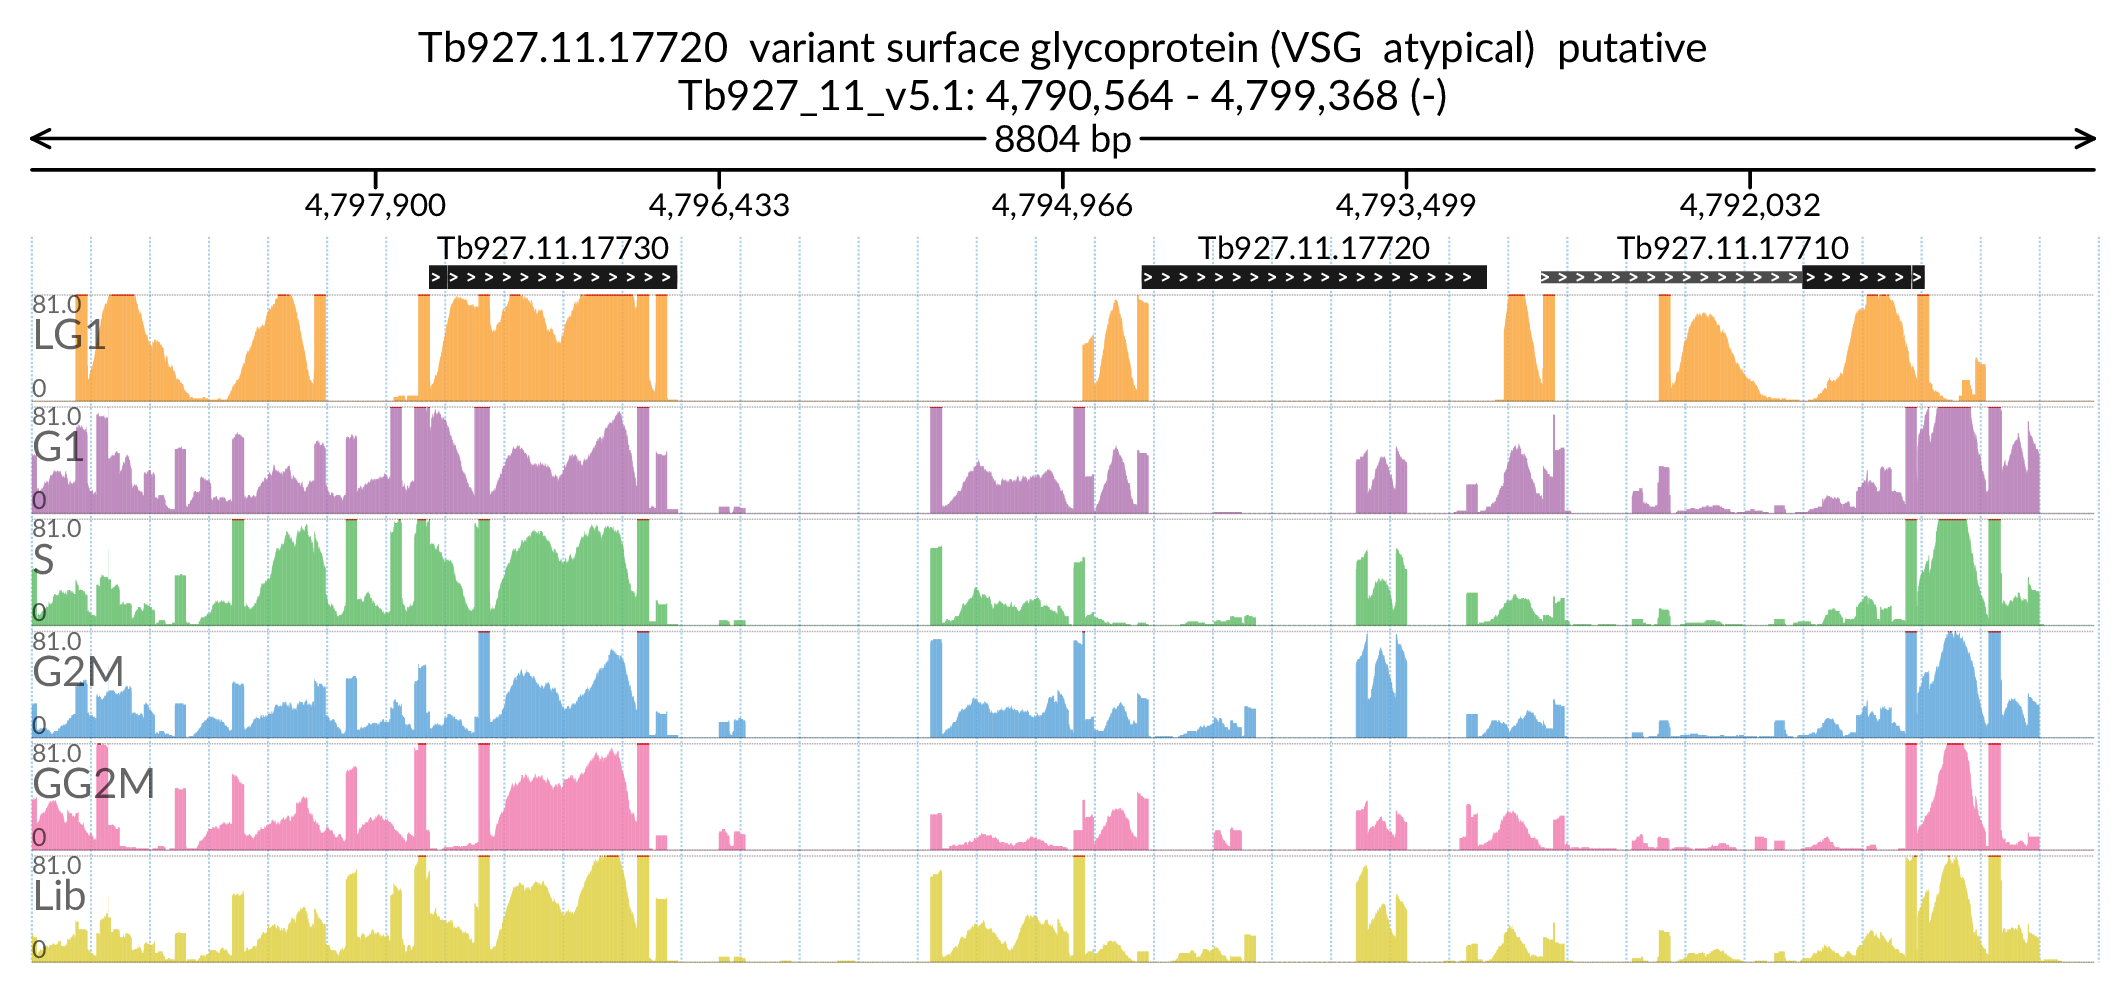 Tb927.11.17720  variant surface glycoprotein (VSG  atypical)  putative
Tb927_11_v5.1: 4,790,564 - 4,799,368 (-)
8804 bp
4,797,900 4,796,433 4,794,966 4,793,499 4,792,032
Tb927.11.17730 Tb927.11.17720 Tb927.11.17710
81.0
LG1
0
81.0
G1
0
81.0
S
0
81.0
G2M
0
81.0
GG2M
0
81.0
Lib
0